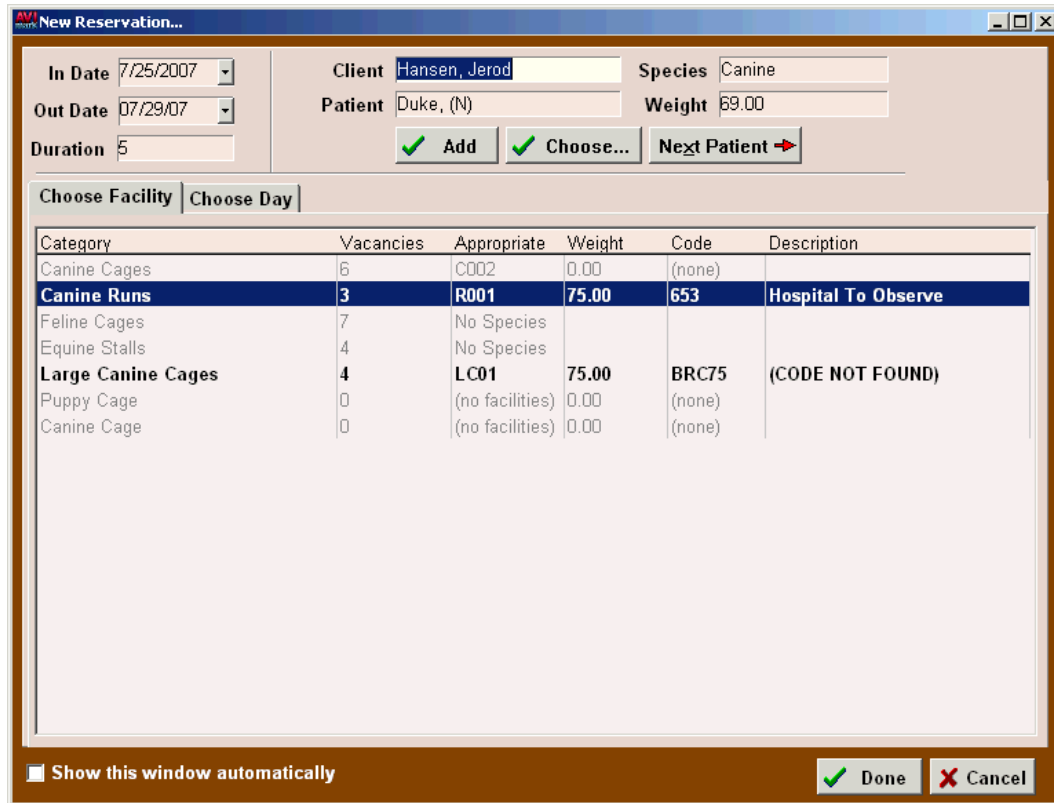 AVImark New Reservation...
In Date 7/25/2007 Client Hansen, Jerod Species Canine
Out Date 07/29/07 Patient Duke, (N) Weight 69.00
Duration 5 Add Choose... Next Patient
Choose Facility Choose Day
Category Vacancies Appropriate Weight Code Description
Canine Cages 6 C002 0.00 (none)
Canine Runs 3 R001 75.00 653 Hospital To Observe
Feline Cages 7 No Species
Equine Stalls 4 No Species
Large Canine Cages 4 LC01 75.00 BRC75 (CODE NOT FOUND)
Puppy Cage 0 (no facilities) 0.00 (none)
Canine Cage 0 (no facilities) 0.00 (none)
Show this window automatically Done Cancel